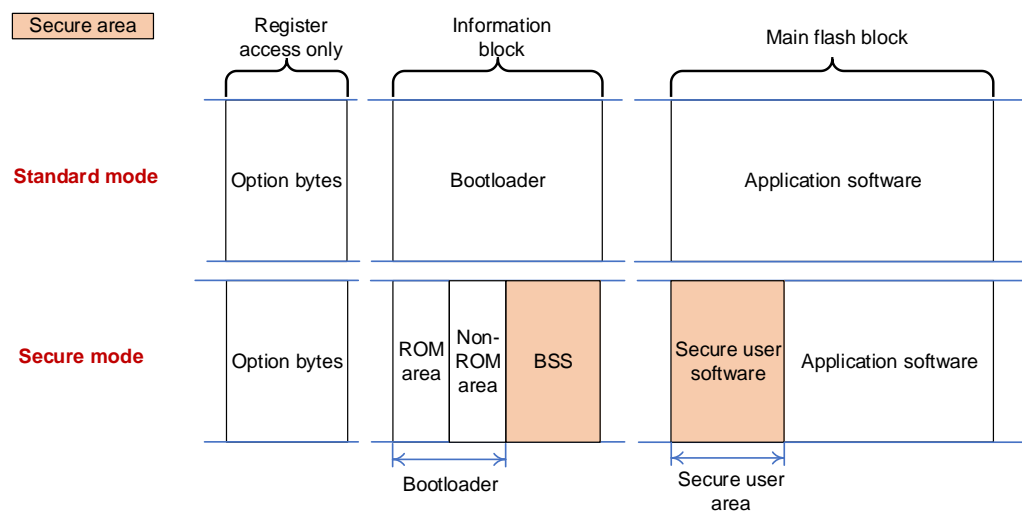 Secure area
Register
access only
Information
block
Main flash block
Standard mode
Option bytes
Bootloader
Application software
Secure mode
Option bytes
ROM
area
Non-
ROM
area
BSS
Secure user
software
Application software
Bootloader
Secure user
area